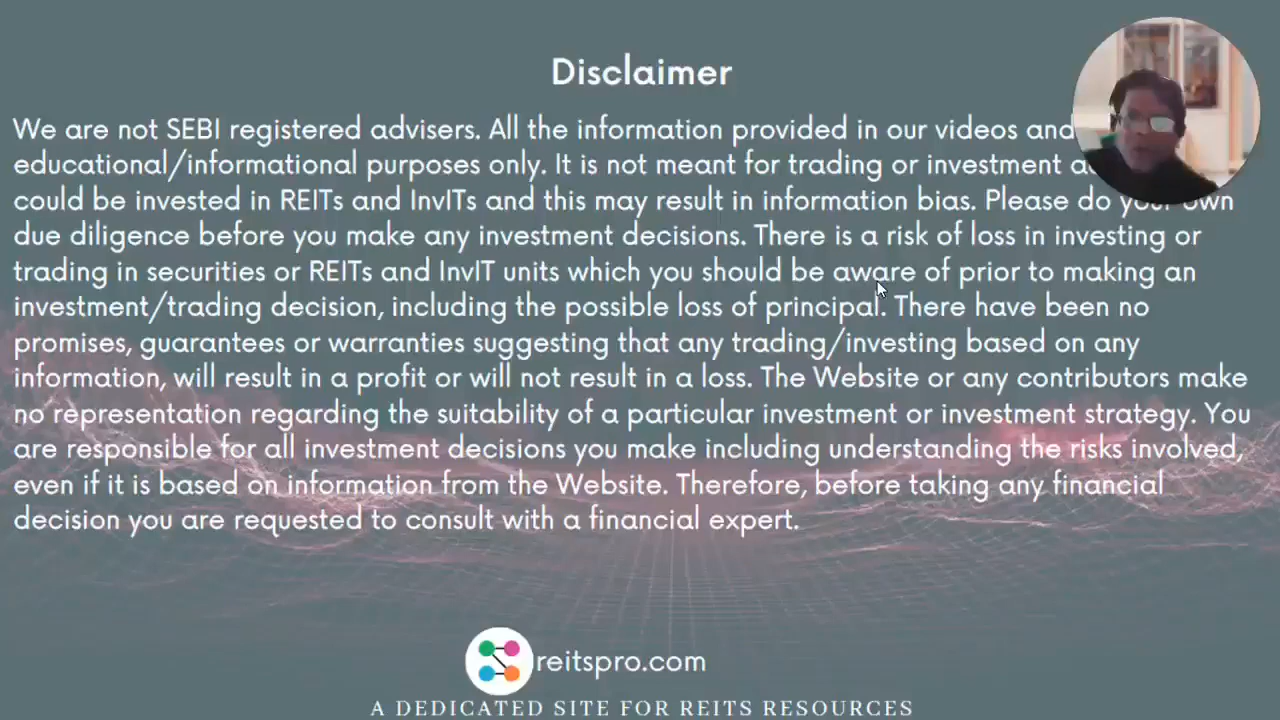 Disclaimer
We are not SEBI registered advisers. All the information provided in our videos and
educational/informational purposes only. It is not meant for trading or investment
could be invested in REITs and InvITs and this may result in information bias. Please do your own
due diligence before you make any investment decisions. There is a risk of loss in investing or
trading in securities or REITs and InvIT units which you should be aware of prior to making an
investment/trading decision, including the possible loss of principal. There have been no
promises, guarantees or warranties suggesting that any trading/investing based on any
information, will result in a profit or will not result in a loss. The Website or any contributors make
no representation regarding the suitability of a particular investment or investment strategy. You
are responsible for all investment decisions you make including understanding the risks involved,
even if it is based on information from the Website. Therefore, before taking any financial
decision you are requested to consult with a financial expert.
reitspro.com
A DEDICATED SITE FOR REITS RESOURCES